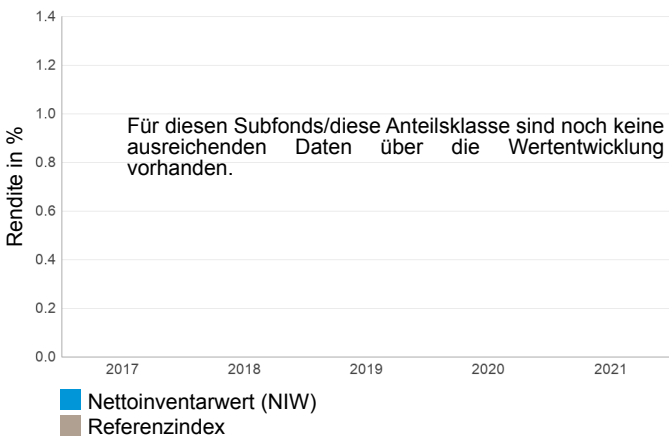 1.4
1.2
1.0
0.8
0.6
0.4
0.2
0.0
Rendite in %
Für diesen Subfonds/diese Anteilsklasse sind noch keine
ausreichenden Daten über die Wertentwicklung
vorhanden.
2017 2018 2019 2020 2021
Nettoinventarwert (NIW)
Referenzindex